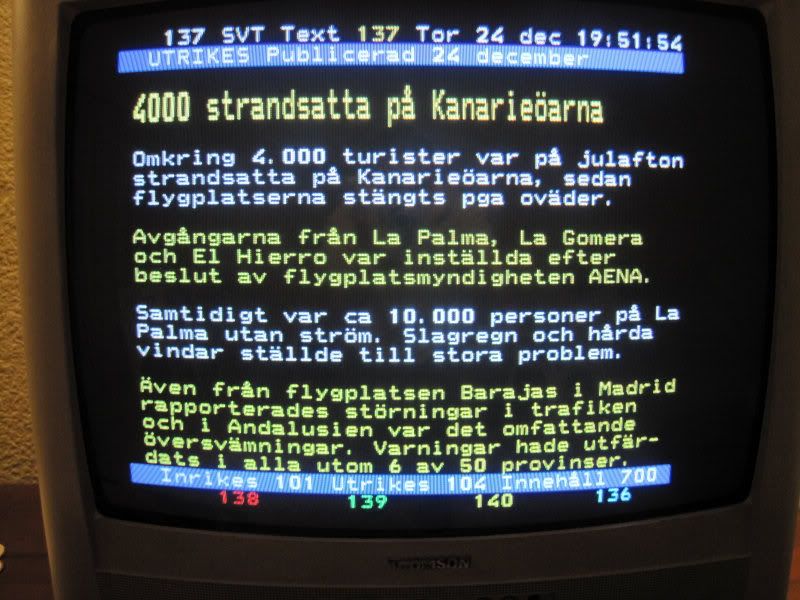 137 SVT Text 137 Tor 24 dec 19:51:54
UTRIKES Publicerad 24 december
4000 strandsatta på Kanarieöarna
Omkring 4.000 turister var på julafton
strandsatta på Kanarieöarna, sedan
flygplatserna stängts pga oväder.
Avgångarna från La Palma, La Gomera
och El Hierro var inställda efter
beslut av flygplatsmyndigheten AENA.
Samtidigt var ca 10.000 personer på La
Palma utan ström. Slagregn och hårda
vindar ställde till stora problem.
Även från flygplatsen Barajas i Madrid
rapporterades störningar i trafiken
och i Andalusien var det omfattande
översvämningar. Varningar hade utfär-
dats i alla utom 6 av 50 provinser.
Inrikes 101 Utrikes 104 Innehåll 700
138 139 140 136